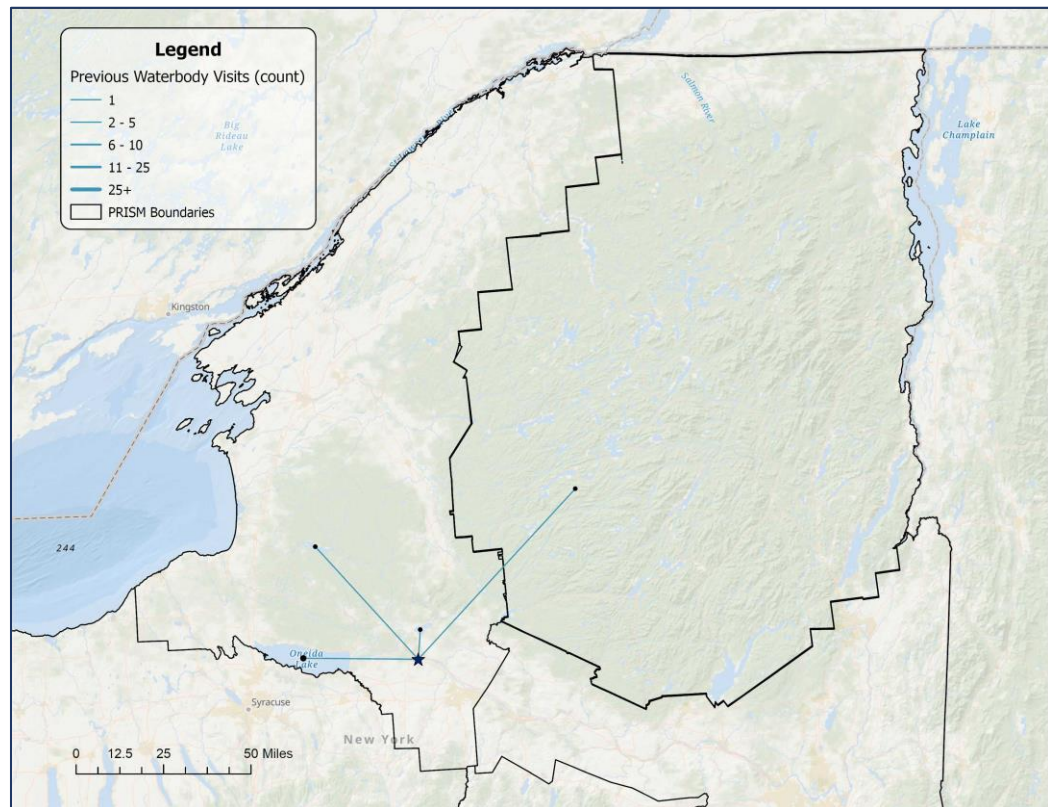 Legend
Previous Waterbody Visits (count)
1
2 - 5
6 - 10
11 - 25
25+
PRISM Boundaries
Big
Rideau
Lake
Salmon River
Lake
Champlain
Kingston
244
Oneida
Lake
Syracuse
New York
0 12.5 25 50 Miles